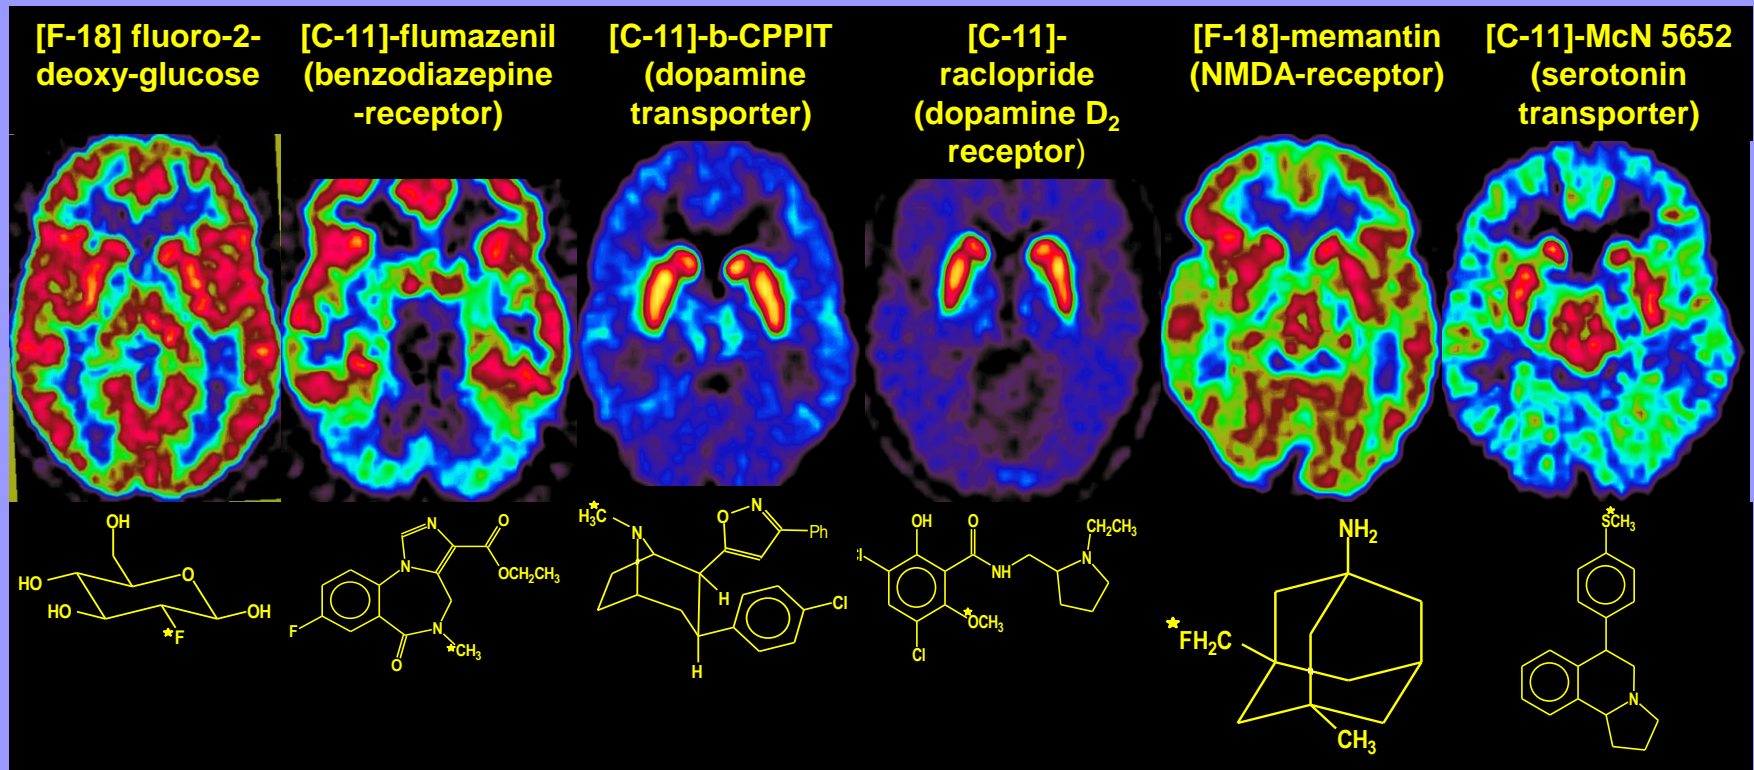 [F-18] fluoro-2-
deoxy-glucose
[C-11]-flumazenil
(benzodiazepine
-receptor)
[C-11]-b-CPPIT
(dopamine
transporter)
[C-11]-
raclopride
(dopamine D₂
receptor)
[F-18]-memantin
(NMDA-receptor)
[C-11]-McN 5652
(serotonin
transporter)
OH
O
HO
HO
OH
★F
N
O
N
OCH₂CH₃
F
N
O
★CH₃
★
H₃C
N
O
N
Ph
H
Cl
H
OH
O
CH₂CH₃
N
NH
★
OCH₃
Cl
NH₂
★
FH₂C
CH₃
★
SCH₃
N